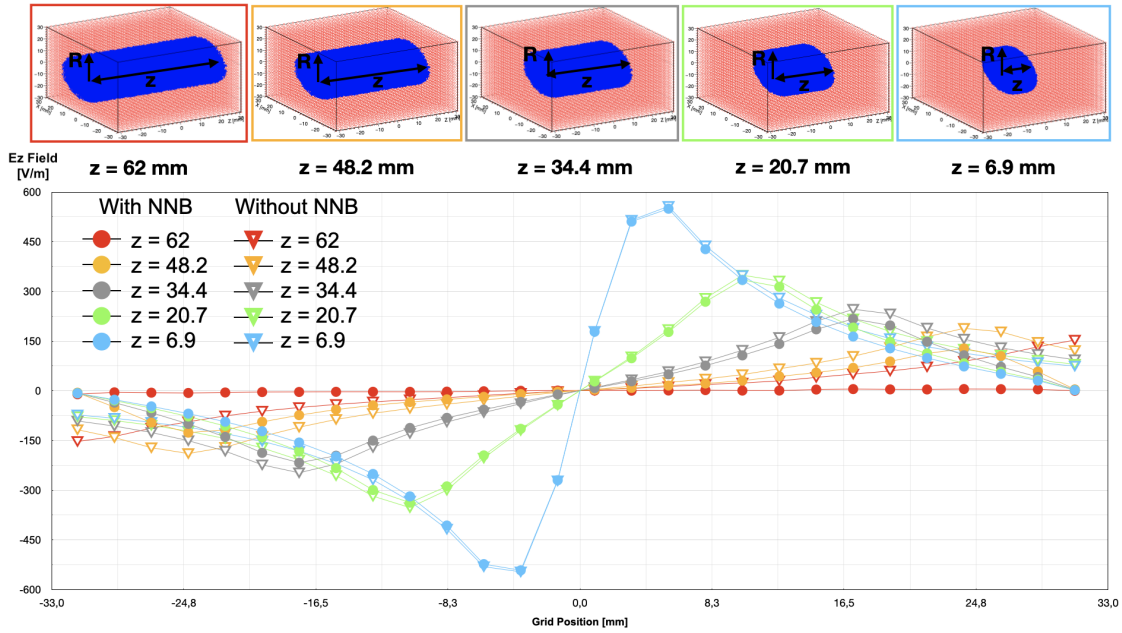 R
z
R
z
R
z
R
z
R
z
z = 62 mm
z = 48.2 mm
z = 34.4 mm
z = 20.7 mm
z = 6.9 mm
Ez Field
[V/m]
With NNB Without NNB
z = 62 z = 62
z = 48.2 z = 48.2
z = 34.4 z = 34.4
z = 20.7 z = 20.7
z = 6.9 z = 6.9
600
450
300
150
0
-150
-300
-450
-600
-33,0 -24,8 -16,5 -8,3 0,0 8,3 16,5 24,8 33,0
Grid Position [mm]